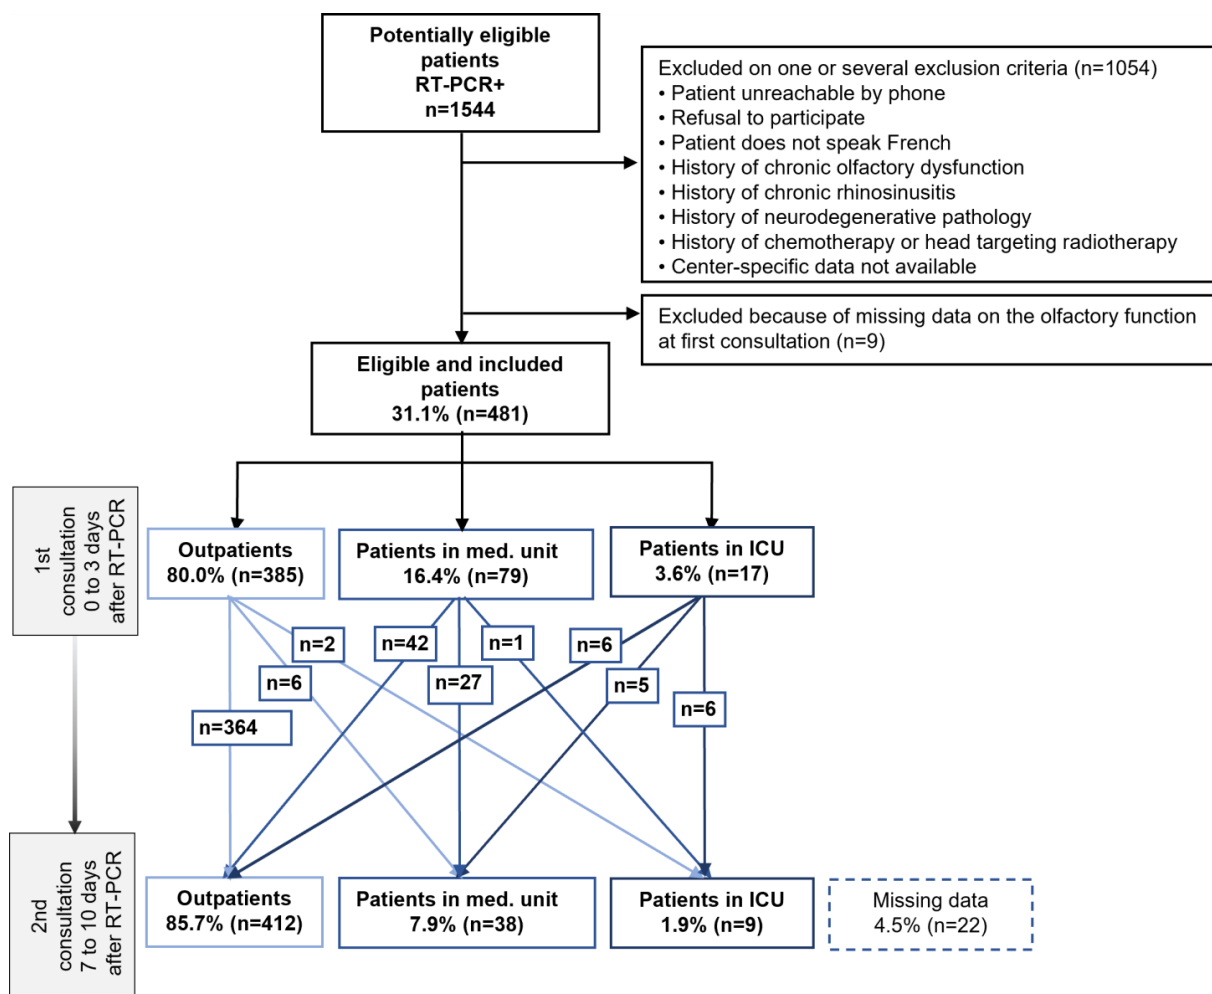 Potentially eligible
patients
RT-PCR+
n=1544
Excluded on one or several exclusion criteria (n=1054)
• Patient unreachable by phone
• Refusal to participate
• Patient does not speak French
• History of chronic olfactory dysfunction
• History of chronic rhinosinusitis
• History of neurodegenerative pathology
• History of chemotherapy or head targeting radiotherapy
• Center-specific data not available
Excluded because of missing data on the olfactory function
at first consultation (n=9)
Eligible and included
patients
31.1% (n=481)
1st
consultation
0 to 3 days
after RT-PCR
Outpatients
80.0% (n=385)
Patients in med. unit
16.4% (n=79)
Patients in ICU
3.6% (n=17)
n=2
n=42
n=1
n=6
n=6
n=27
n=5
n=364
n=6
2nd
consultation
7 to 10 days
after RT-PCR
Outpatients
85.7% (n=412)
Patients in med. unit
7.9% (n=38)
Patients in ICU
1.9% (n=9)
Missing data
4.5% (n=22)